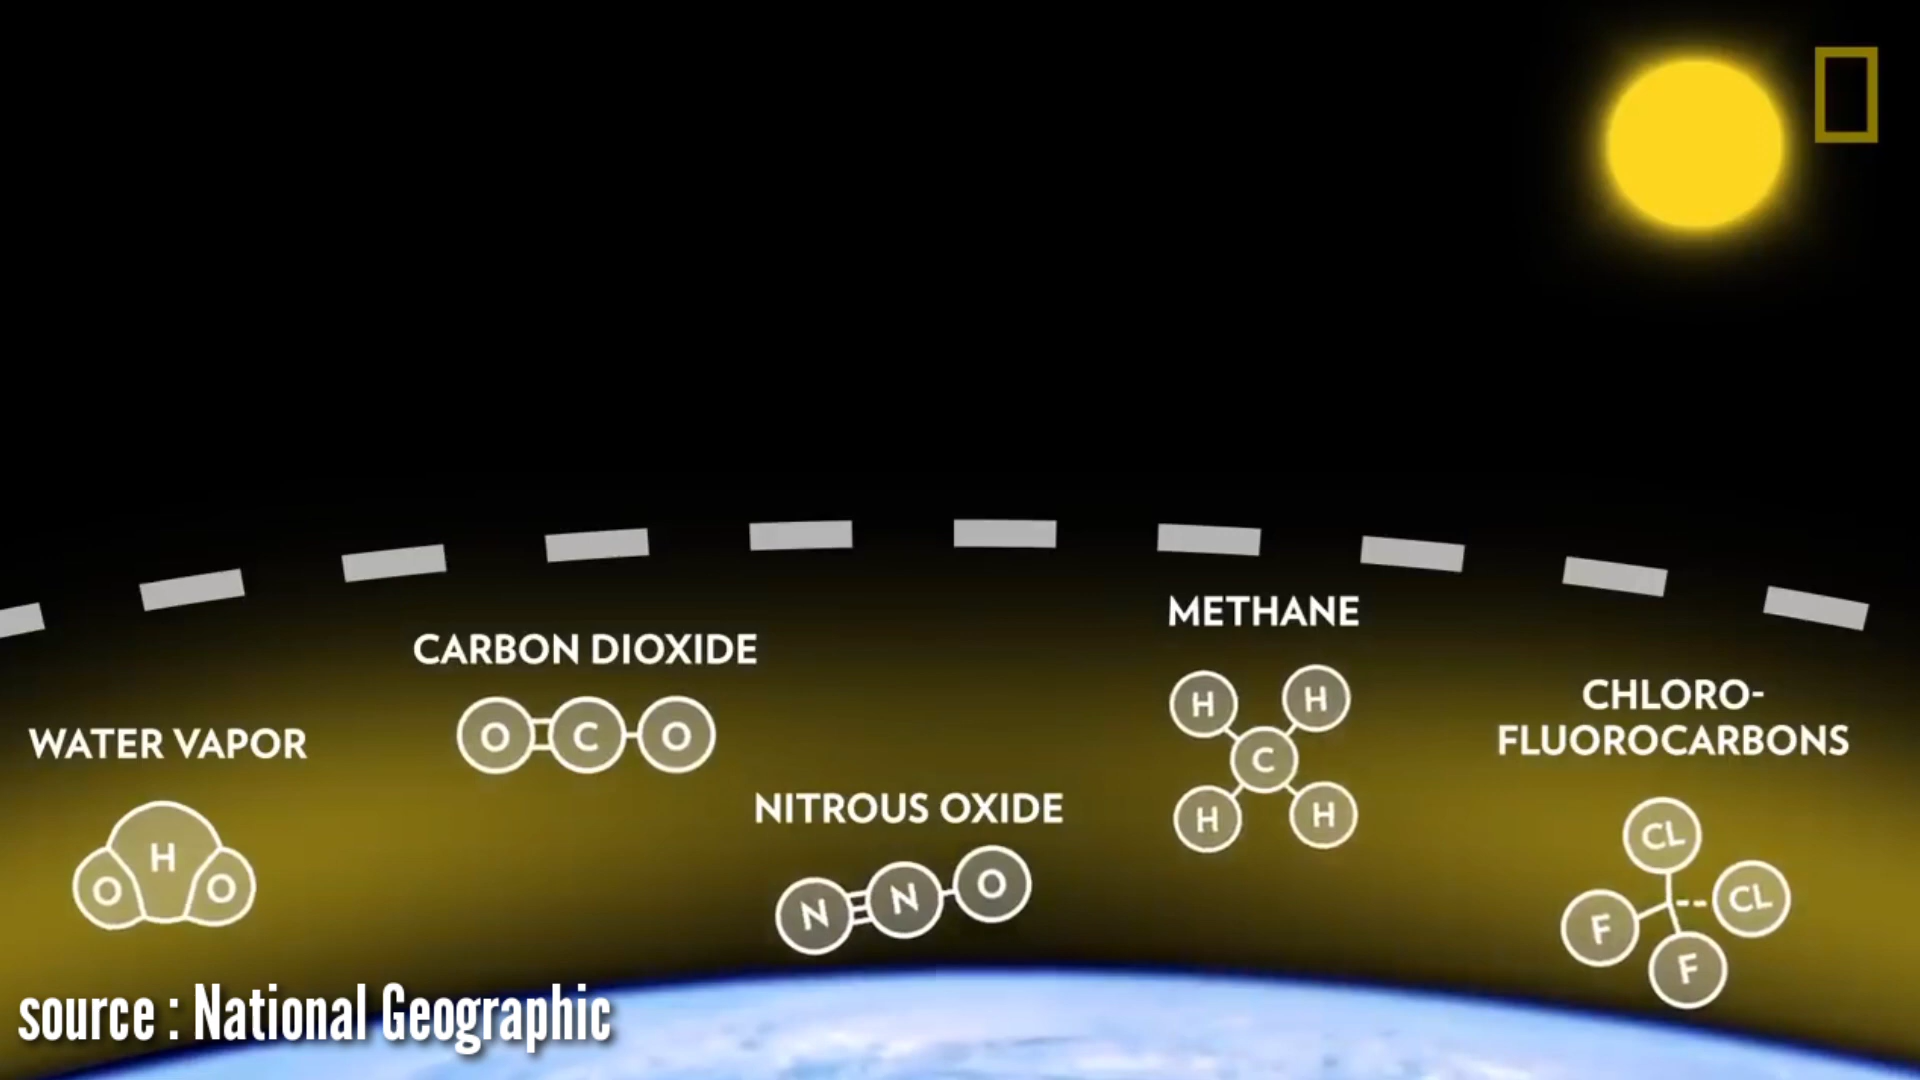 METHANE
CARBON DIOXIDE
CHLORO-
FLUOROCARBONS
WATER VAPOR
NITROUS OXIDE
H H
C
H H
O C O
H
O O
N N O
CL
CL
F
F
source : National Geographic